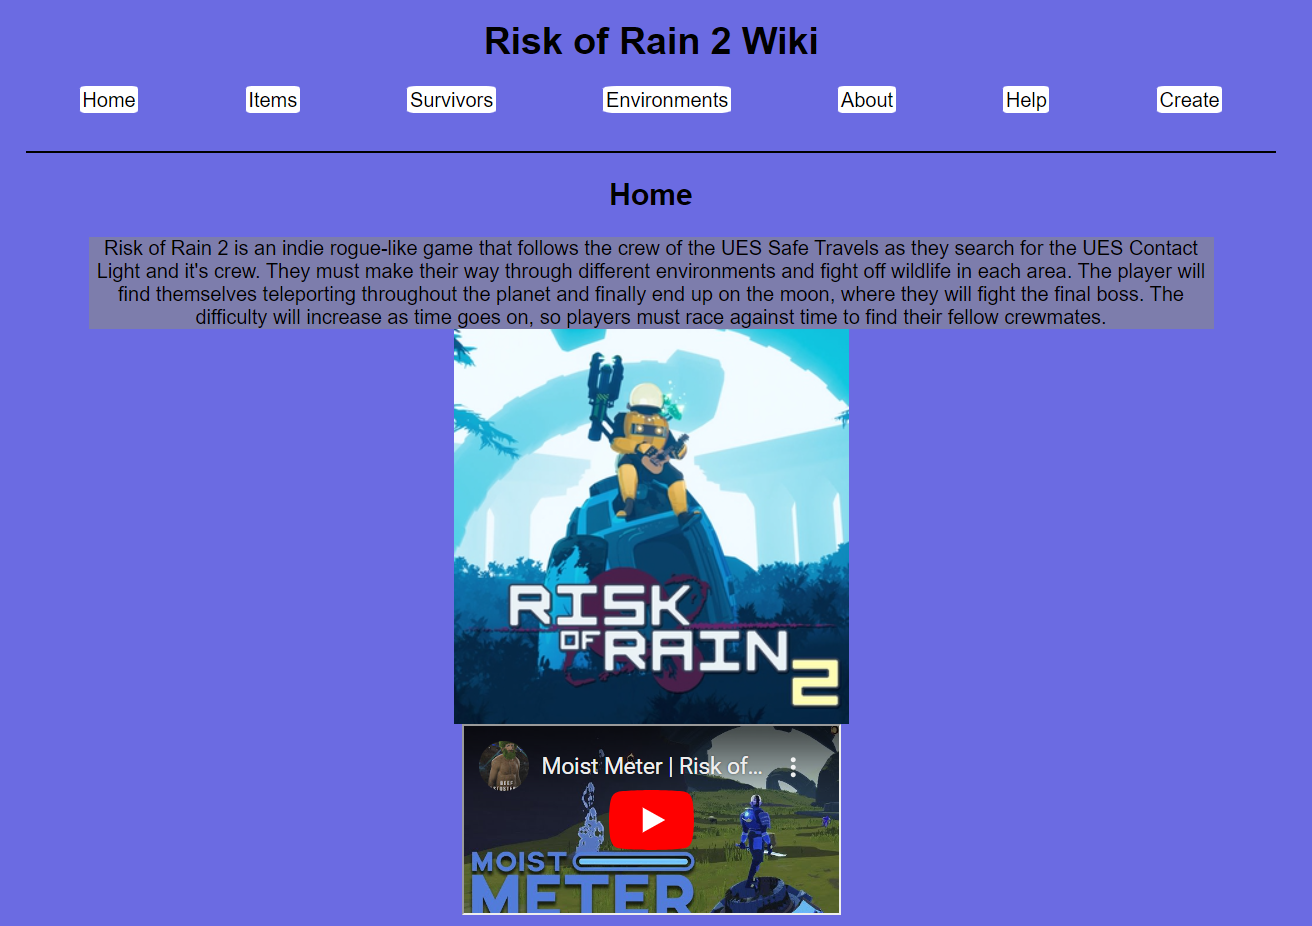 Risk of Rain 2 Wiki
Home Items Survivors Environments About Help Create
Home
Risk of Rain 2 is an indie rogue-like game that follows the crew of the UES Safe Travels as they search for the UES Contact
Light and it's crew. They must make their way through different environments and fight off wildlife in each area. The player will
find themselves teleporting throughout the planet and finally end up on the moon, where they will fight the final boss. The
difficulty will increase as time goes on, so players must race against time to find their fellow crewmates.
RISK
OF RAIN
2
Moist Meter | Risk of...
MOIST
METER